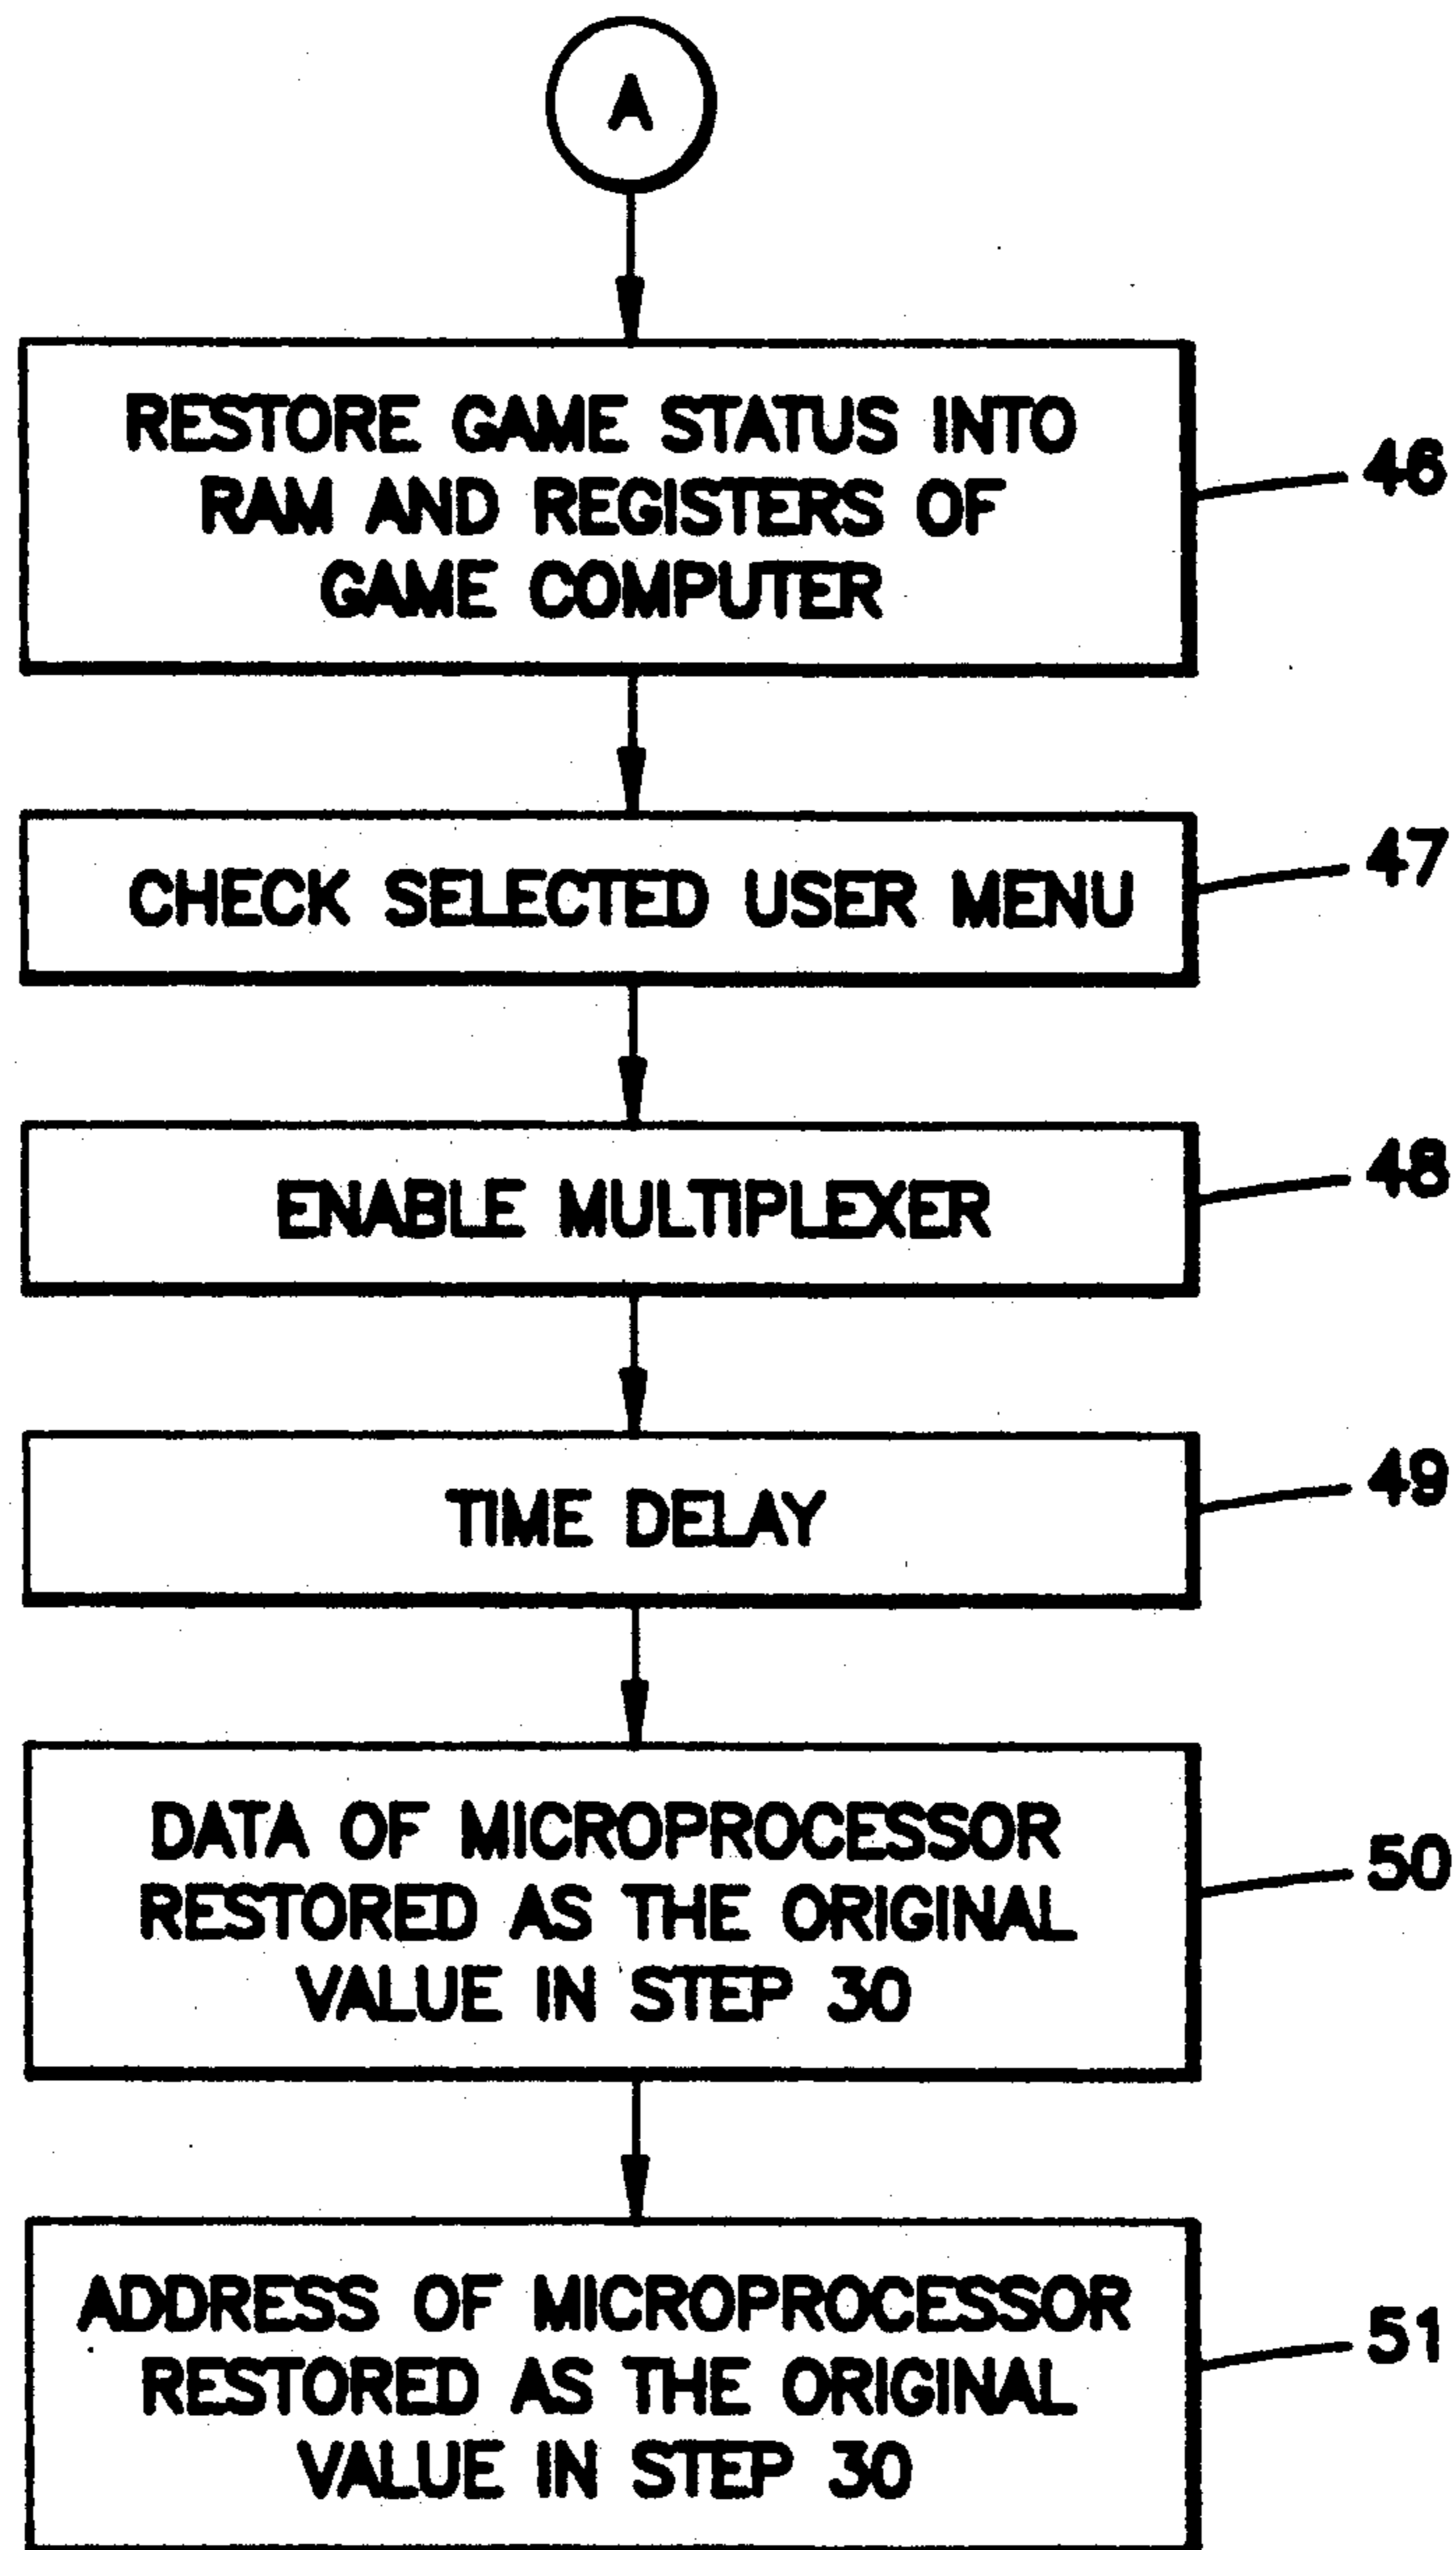 A
RESTORE GAME STATUS INTO
RAM AND REGISTERS OF
GAME COMPUTER
46
CHECK SELECTED USER MENU
47
ENABLE MULTIPLEXER
48
TIME DELAY
49
DATA OF MICROPROCESSOR
RESTORED AS THE ORIGINAL
VALUE IN STEP 30
50
ADDRESS OF MICROPROCESSOR
RESTORED AS THE ORIGINAL
VALUE IN STEP 30
51